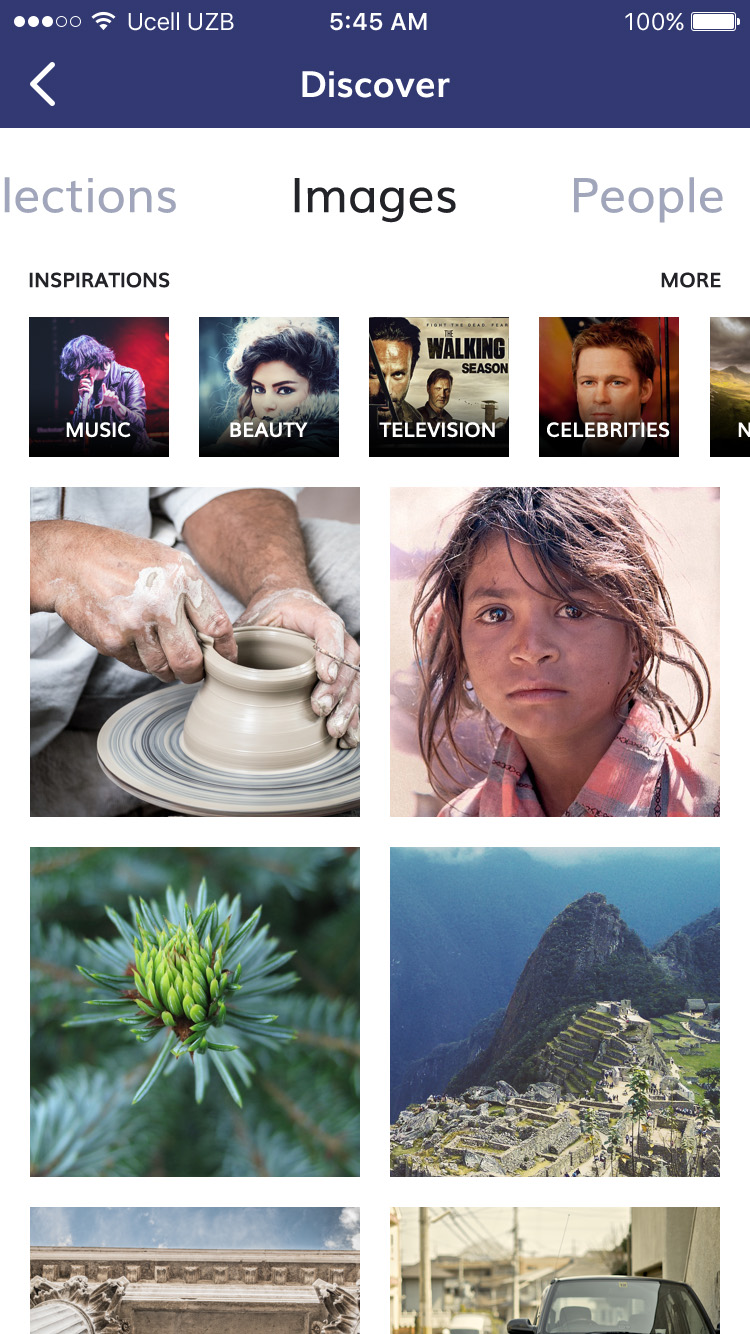 Ucell UZB 5:45 AM 100%
Discover
lections Images People
INSPIRATIONS MORE
FIGHT THE DEAD. FEAR
THE
WALKING
SEASON
MUSIC BEAUTY TELEVISION CELEBRITIES N